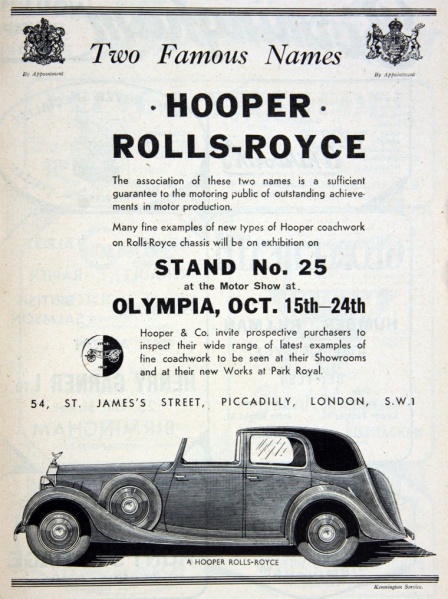 Two Famous Names
By Appointment
By Appointment
· HOOPER ·
ROLLS-ROYCE
The association of these two names is a sufficient
guarantee to the motoring public of outstanding achieve-
ments in motor production.
Many fine examples of new types of Hooper coachwork
on Rolls-Royce chassis will be on exhibition on
STAND No. 25
at the Motor Show at
OLYMPIA, OCT. 15th—24th
Hooper & Co. invite prospective purchasers to
inspect their wide range of latest examples of
fine coachwork to be seen at their Showrooms
and at their new Works at Park Royal.
54, ST. JAMES'S STREET, PICCADILLY, LONDON, S.W.1
A HOOPER ROLLS-ROYCE
Kennington Service.